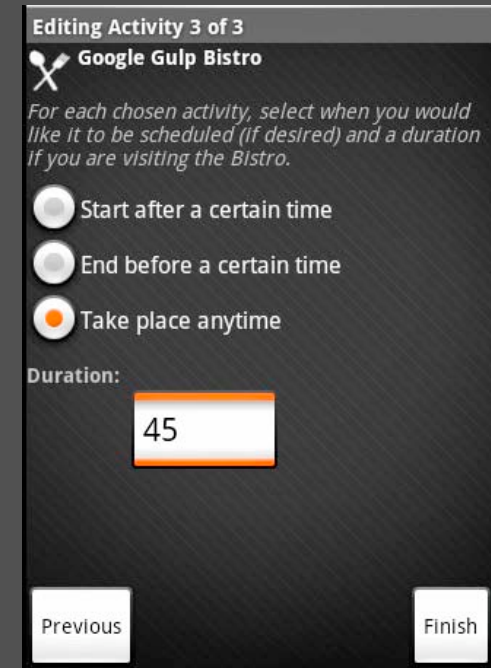 Editing Activity 3 of 3
Google Gulp Bistro
For each chosen activity, select when you would
like it to be scheduled (if desired) and a duration
if you are visiting the Bistro.
Start after a certain time
End before a certain time
Take place anytime
Duration:
45
Previous
Finish